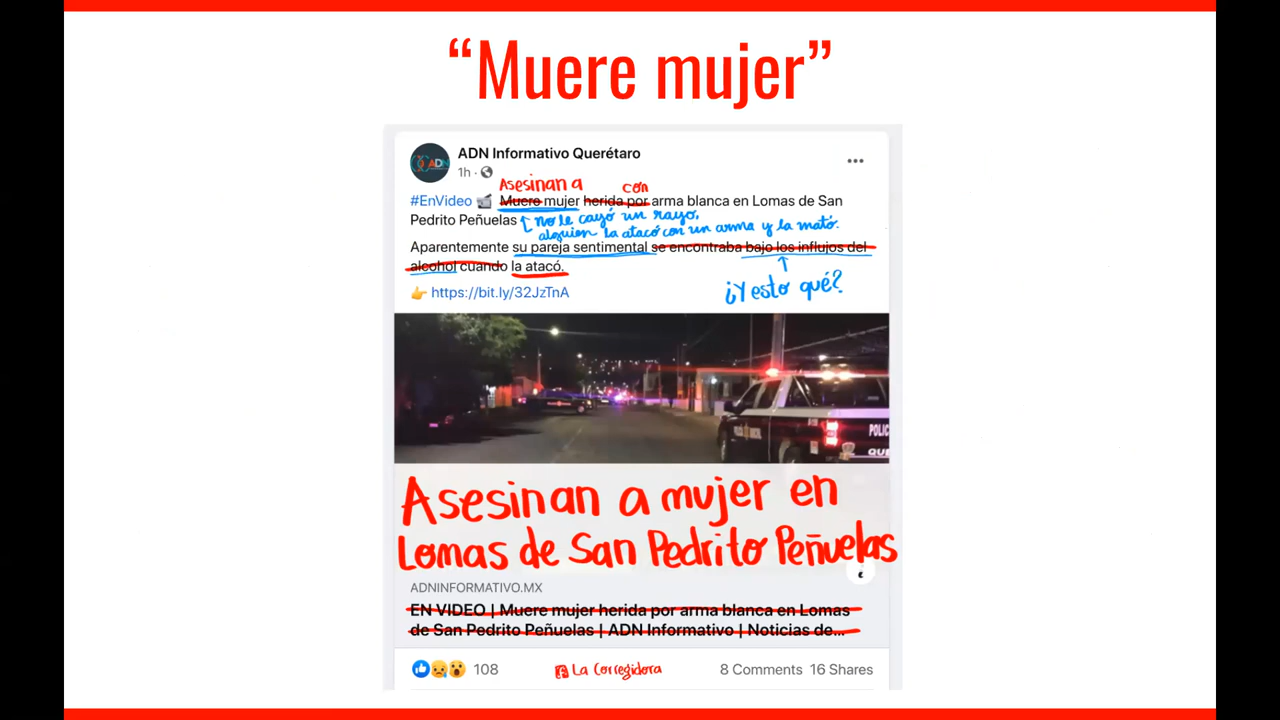 “Muere mujer”
ADN Informativo Querétaro
1h ·
Asesinan a con
#EnVideo Muere mujer herida por arma blanca en Lomas de San
Pedrito Peñuelas no le cayó un rayo,
alguien la atacó con un arma y la mató.
Aparentemente su pareja sentimental se encontraba bajo los influjos del
alcohol cuando la atacó.
👉 https://bit.ly/32JzTnA
¿Y esto qué?
POLIC
QUE
Asesinan a mujer en
Lomas de San Pedrito Peñuelas
ADNINFORMATIVO.MX
EN VIDEO | Muere mujer herida por arma blanca en Lomas
de San Pedrito Peñuelas | ADN Informativo | Noticias de...
108 La Corregidora 8 Comments 16 Shares